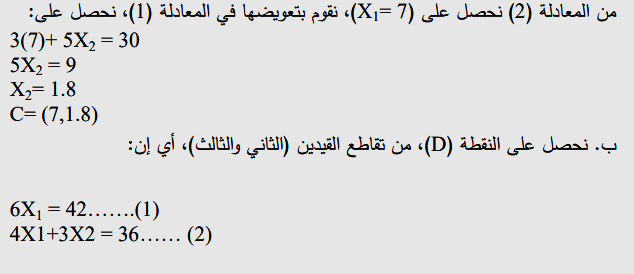 من المعادلة (2) نحصل على (X₁= 7)، نقوم بتعويضها في المعادلة (1)، نحصل على:
3(7)+ 5X₂ = 30
5X₂ = 9
X₂= 1.8
C= (7,1.8)
ب. نحصل على النقطة (D)، من تقاطع القيدين (الثاني والثالث)، أي إن:
6X₁ = 42.......(1)
4X1+3X2 = 36...... (2)